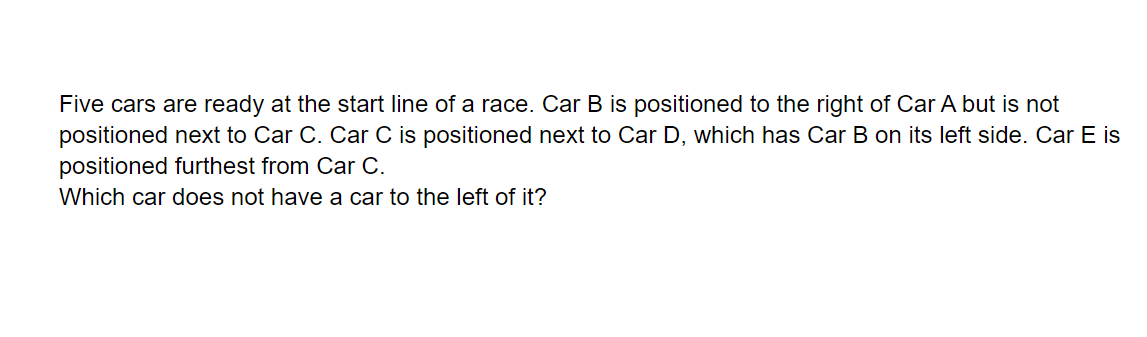 Five cars are ready at the start line of a race. Car B is positioned to the right of Car A but is not
positioned next to Car C. Car C is positioned next to Car D, which has Car B on its left side. Car E is
positioned furthest from Car C.
Which car does not have a car to the left of it?